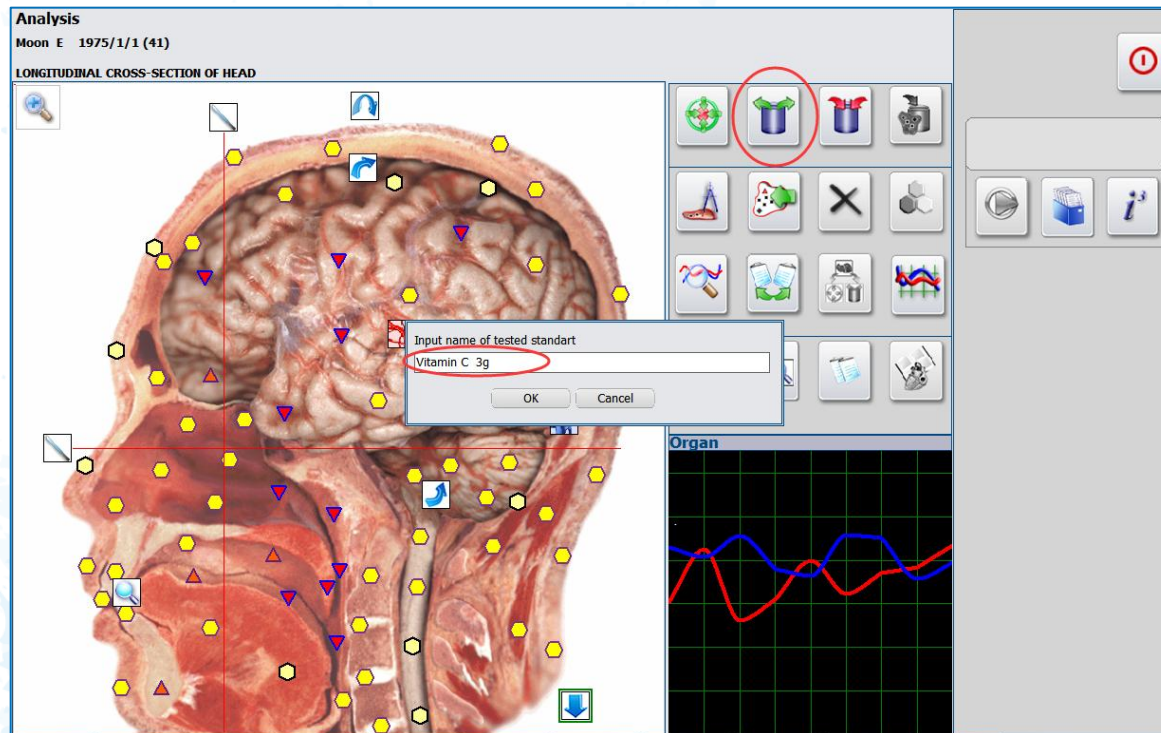 Analysis
Moon E 1975/1/1 (41)
LONGITUDINAL CROSS-SECTION OF HEAD
i³
Input name of tested standart
Vitamin C 3g
OK Cancel
Organ